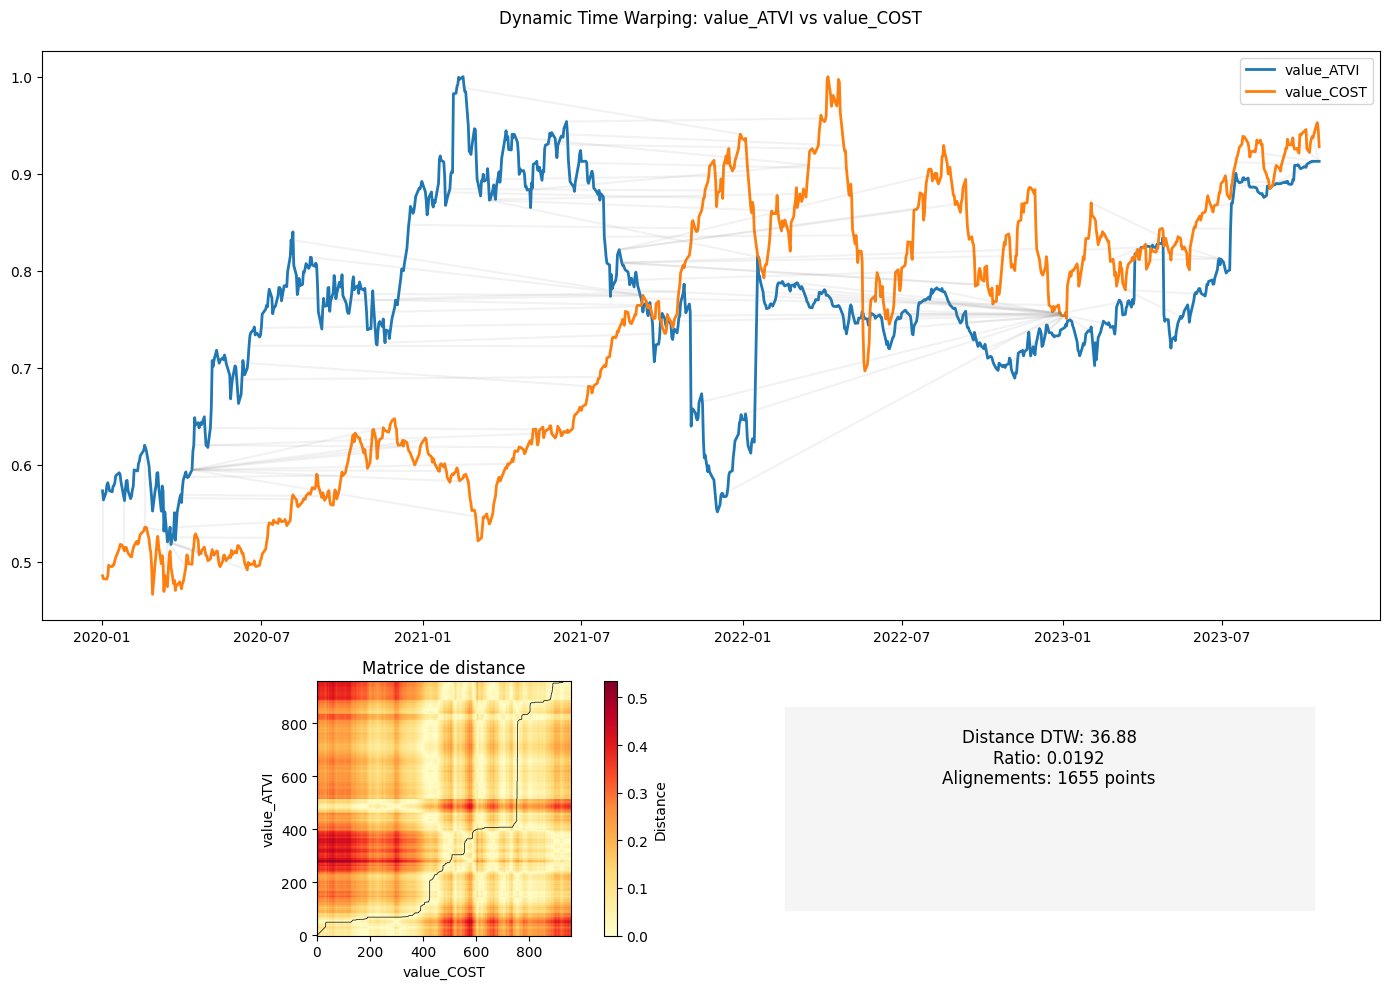 Dynamic Time Warping: value_ATVI vs value_COST
value_ATVI
value_COST
1.0
0.9
0.8
0.7
0.6
0.5
2020-01 2020-07 2021-01 2021-07 2022-01 2022-07 2023-01 2023-07
Matrice de distance
value_ATVI
800
600
400
200
0
0 200 400 600 800
value_COST
0.5
0.4
0.3
0.2
0.1
0.0
Distance
Distance DTW: 36.88
Ratio: 0.0192
Alignements: 1655 points